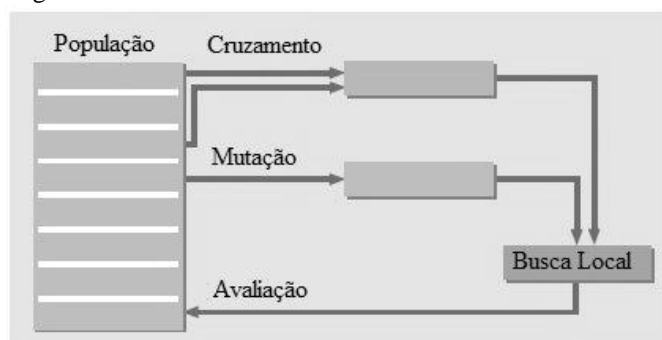 População
Cruzamento
Mutação
Busca Local
Avaliação